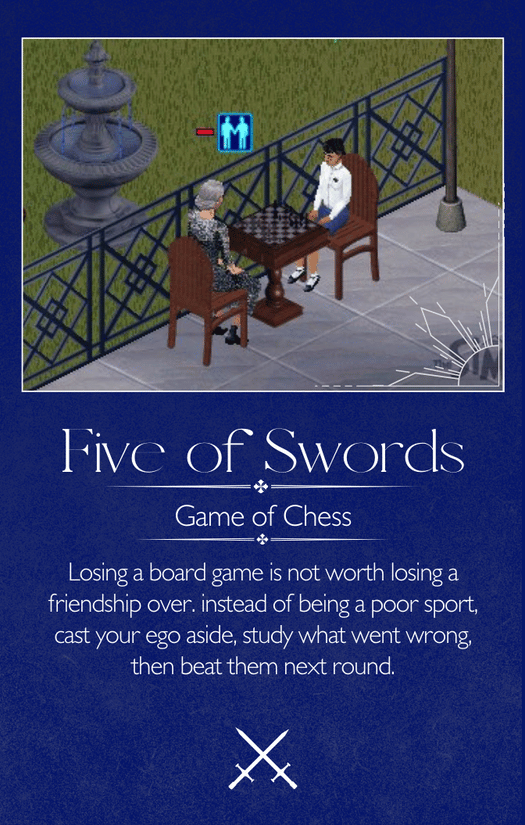 Five of Swords
Game of Chess
Losing a board game is not worth losing a
friendship over. instead of being a poor sport,
cast your ego aside, study what went wrong,
then beat them next round.